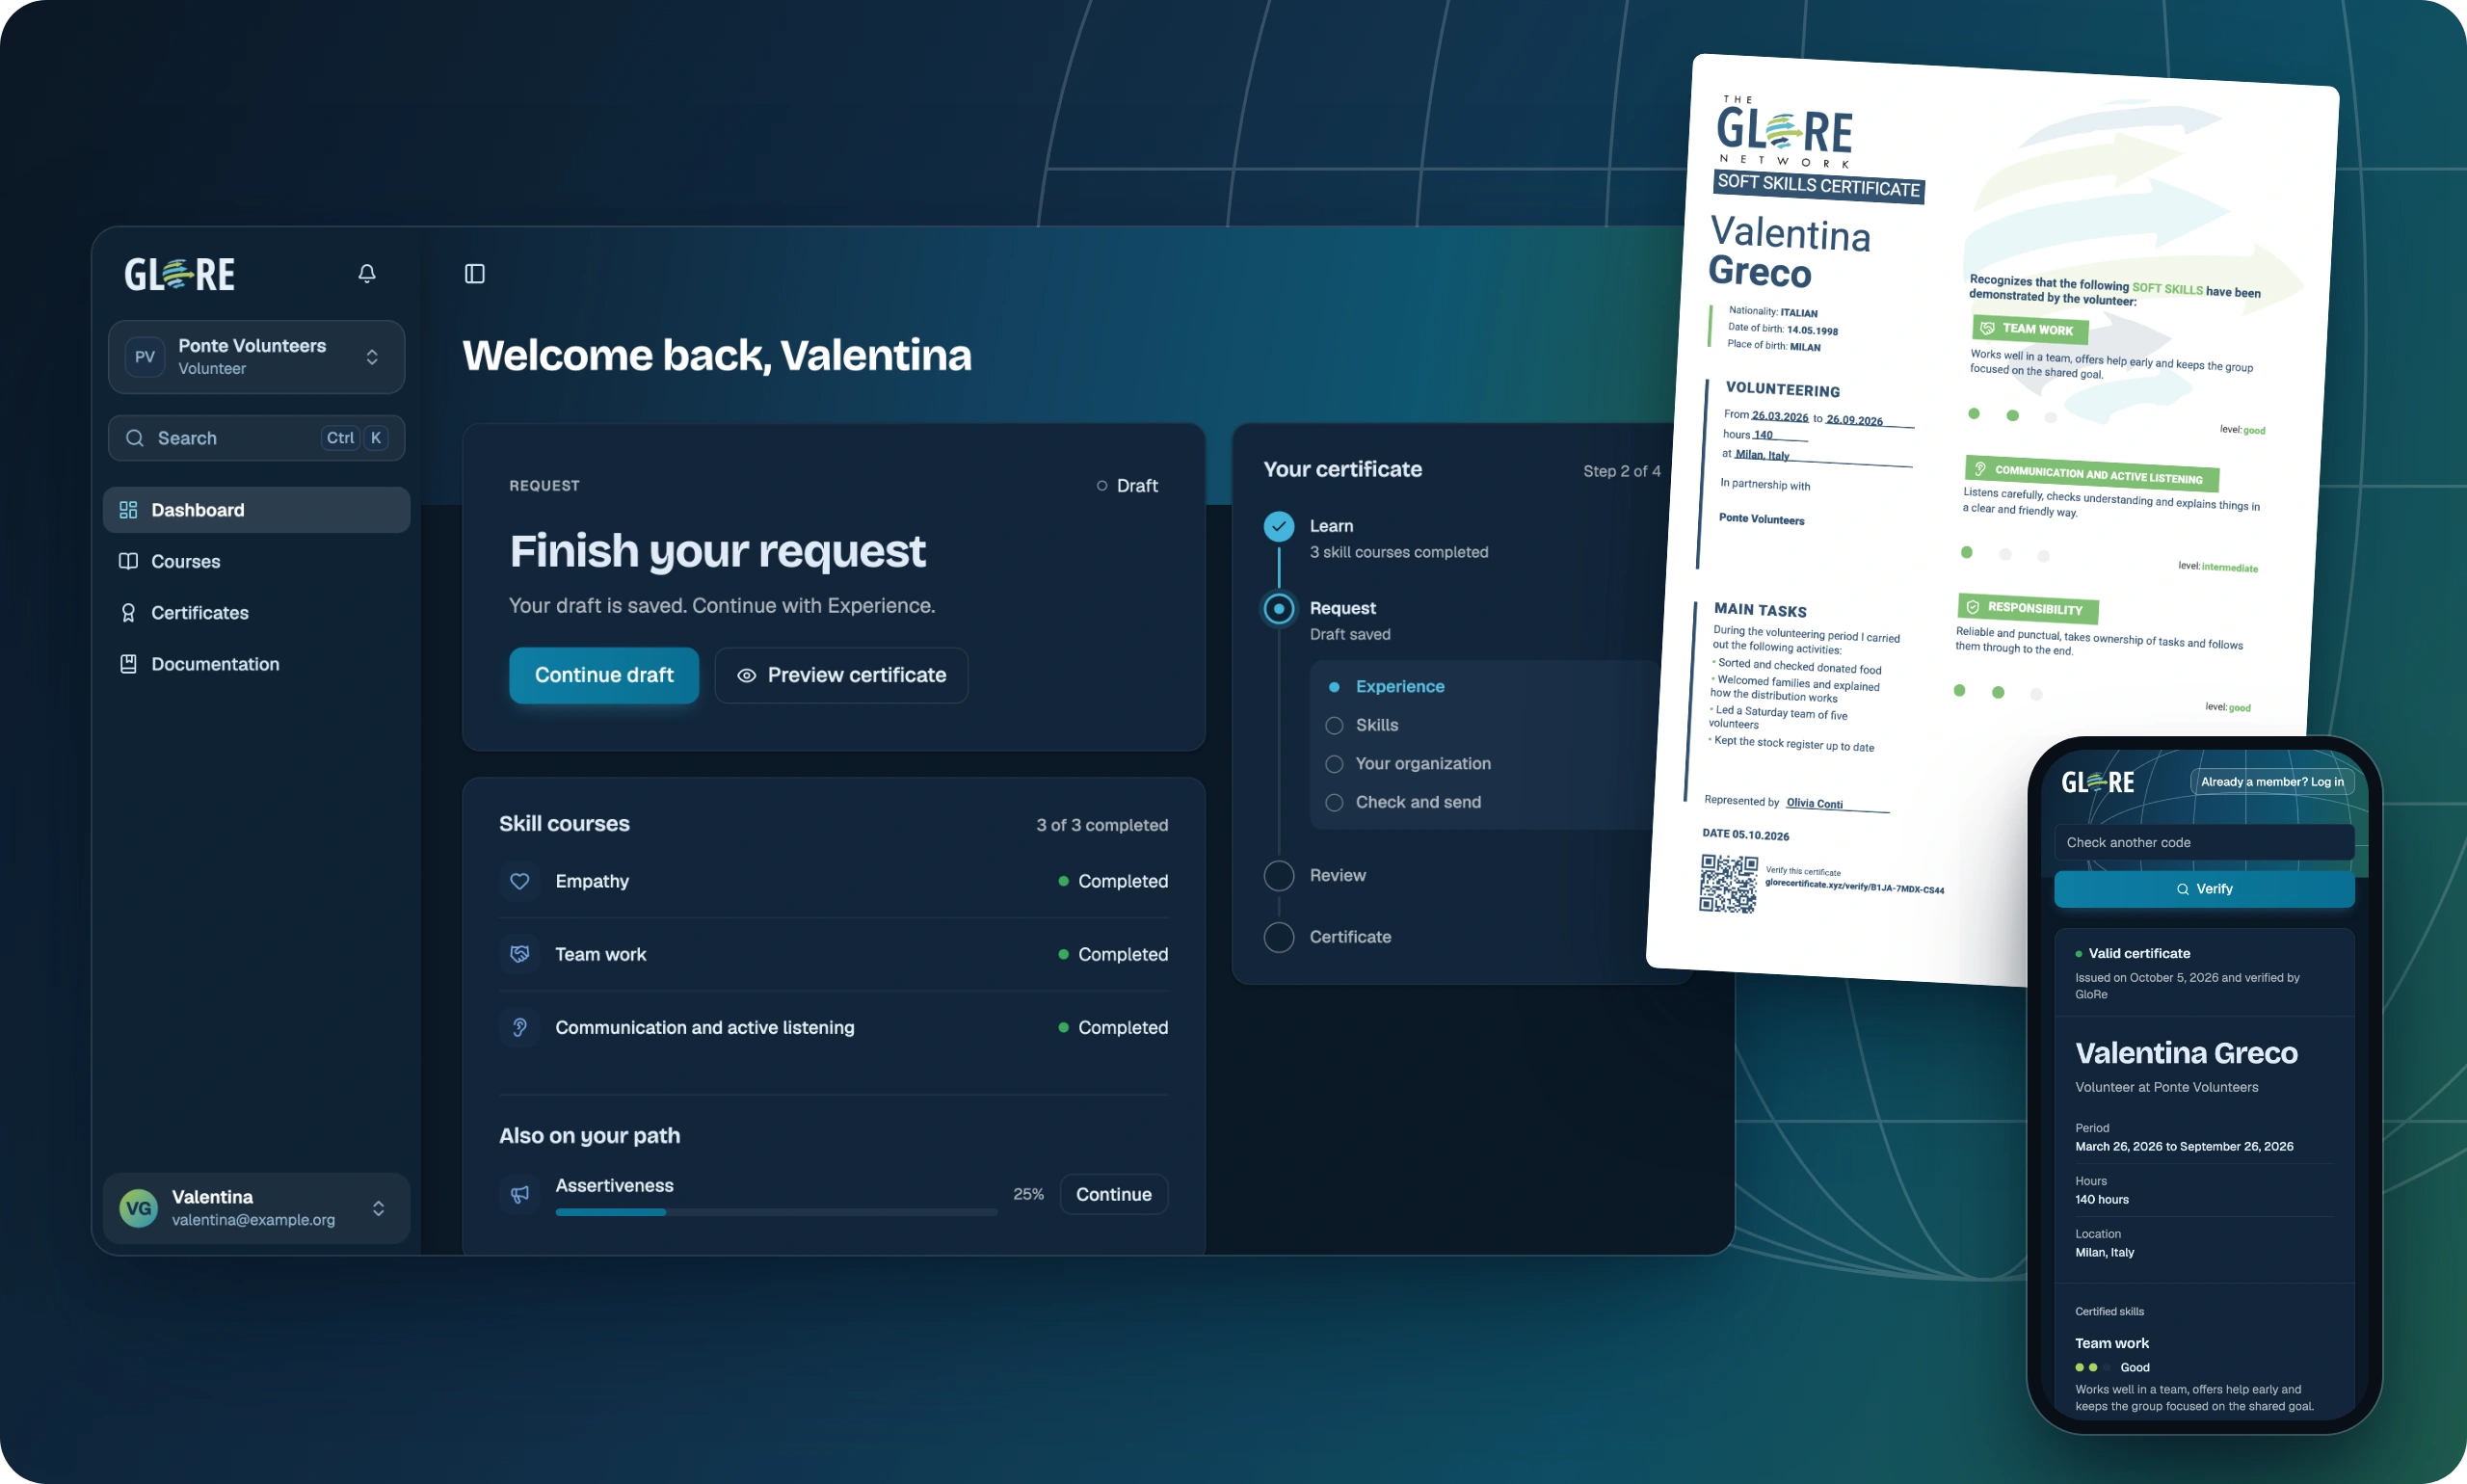 GLORE
PV
Ponte Volunteers
Volunteer
Search
Ctrl K
Dashboard
Courses
Certificates
Documentation
VG
Valentina
valentina@example.org
Welcome back, Valentina
REQUEST
Draft
Finish your request
Your draft is saved. Continue with Experience.
Continue draft
Preview certificate
Skill courses
3 of 3 completed
Empathy
Completed
Team work
Completed
Communication and active listening
Completed
Also on your path
Assertiveness
25%
Continue
Your certificate
Step 2 of 4
Learn
3 skill courses completed
Request
Draft saved
Experience
Skills
Your organization
Check and send
Review
Certificate
THE
GLORE
NETWORK
SOFT SKILLS CERTIFICATE
Valentina
Greco
Nationality: ITALIAN
Date of birth: 14.05.1998
Place of birth: MILAN
VOLUNTEERING
From 26.03.2026 to 26.09.2026
hours 140
at Milan, Italy
In partnership with
Ponte Volunteers
MAIN TASKS
During the volunteering period I carried
out the following activities:
• Sorted and checked donated food
• Welcomed families and explained
how the distribution works
• Led a Saturday team of five
volunteers
• Kept the stock register up to date
Represented by Olivia Conti
DATE 05.10.2026
Verify this certificate
glorecertificate.xyz/verify/B1JA-7MDX-CS44
Recognizes that the following SOFT SKILLS have been
demonstrated by the volunteer:
TEAM WORK
Works well in a team, offers help early and keeps the group
focused on the shared goal.
level: good
COMMUNICATION AND ACTIVE LISTENING
Listens carefully, checks understanding and explains things in
a clear and friendly way.
level: intermediate
RESPONSIBILITY
Reliable and punctual, takes ownership of tasks and follows
them through to the end.
level: good
GLORE
Already a member? Log in
Check another code
Verify
Valid certificate
Issued on October 5, 2026 and verified by
GloRe
Valentina Greco
Volunteer at Ponte Volunteers
Period
March 26, 2026 to September 26, 2026
Hours
140 hours
Location
Milan, Italy
Certified skills
Team work
Good
Works well in a team, offers help early and
keeps the group focused on the shared goal.